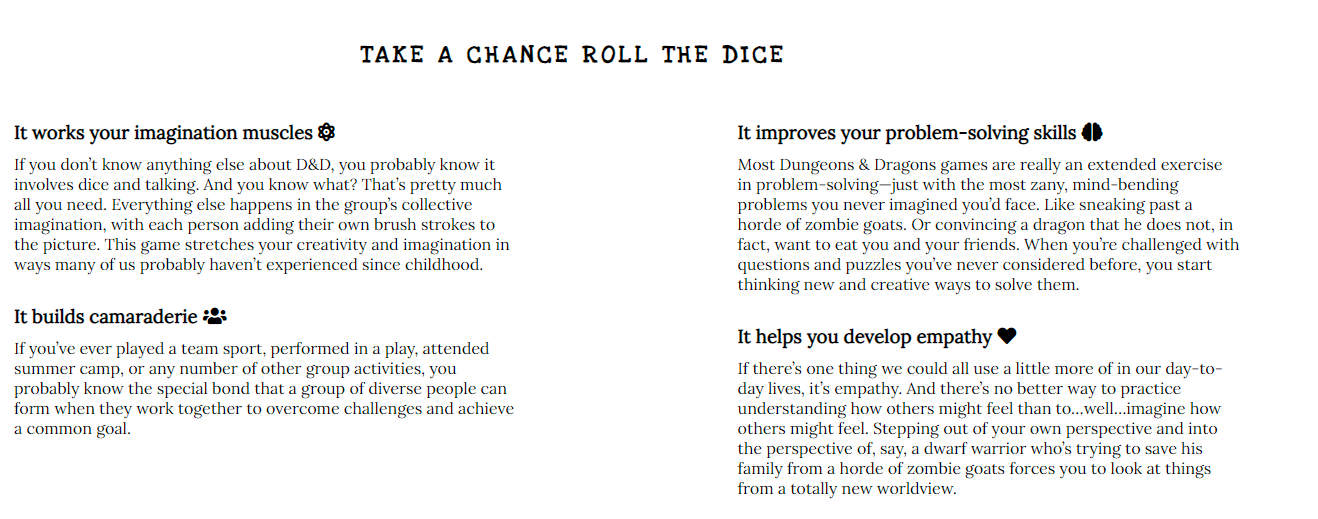 TAKE A CHANCE ROLL THE DICE
It works your imagination muscles
If you don't know anything else about D&D, you probably know it
involves dice and talking. And you know what? That's pretty much
all you need. Everything else happens in the group's collective
imagination, with each person adding their own brush strokes to
the picture. This game stretches your creativity and imagination in
ways many of us probably haven't experienced since childhood.
It builds camaraderie
If you've ever played a team sport, performed in a play, attended
summer camp, or any number of other group activities, you
probably know the special bond that a group of diverse people can
form when they work together to overcome challenges and achieve
a common goal.
It improves your problem-solving skills
Most Dungeons & Dragons games are really an extended exercise
in problem-solving—just with the most zany, mind-bending
problems you never imagined you'd face. Like sneaking past a
horde of zombie goats. Or convincing a dragon that he does not, in
fact, want to eat you and your friends. When you're challenged with
questions and puzzles you've never considered before, you start
thinking new and creative ways to solve them.
It helps you develop empathy
If there's one thing we could all use a little more of in our day-to-
day lives, it's empathy. And there's no better way to practice
understanding how others might feel than to...well...imagine how
others might feel. Stepping out of your own perspective and into
the perspective of, say, a dwarf warrior who's trying to save his
family from a horde of zombie goats forces you to look at things
from a totally new worldview.